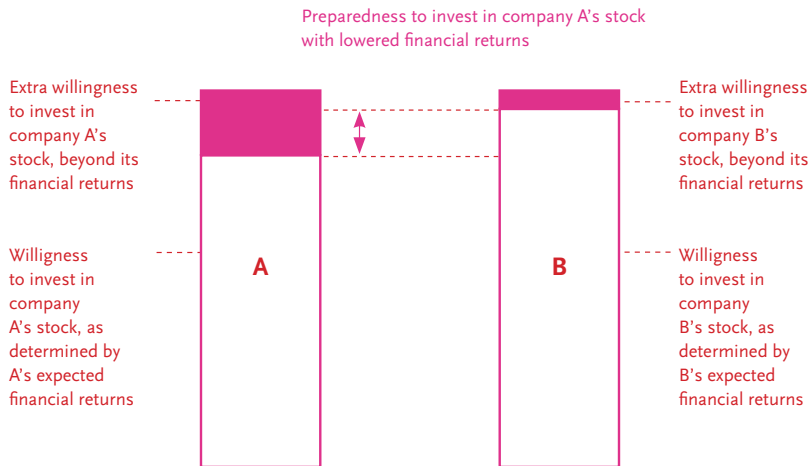 Preparedness to invest in company A’s stock
with lowered financial returns
Extra willingness
to invest in
company A’s
stock, beyond its
financial returns
Extra willingness
to invest in
company B’s
stock, beyond its
financial returns
A
B
Willigness
to invest in
company
A’s stock, as
determined by
A’s expected
financial returns
Willigness
to invest in
company
B’s stock, as
determined by
B’s expected
financial returns